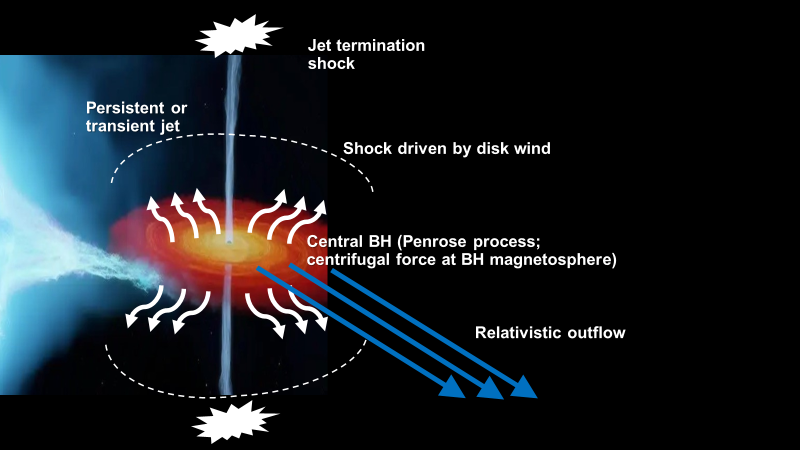 Jet termination
shock
Persistent or
transient jet
Shock driven by disk wind
Central BH (Penrose process;
centrifugal force at BH magnetosphere)
Relativistic outflow